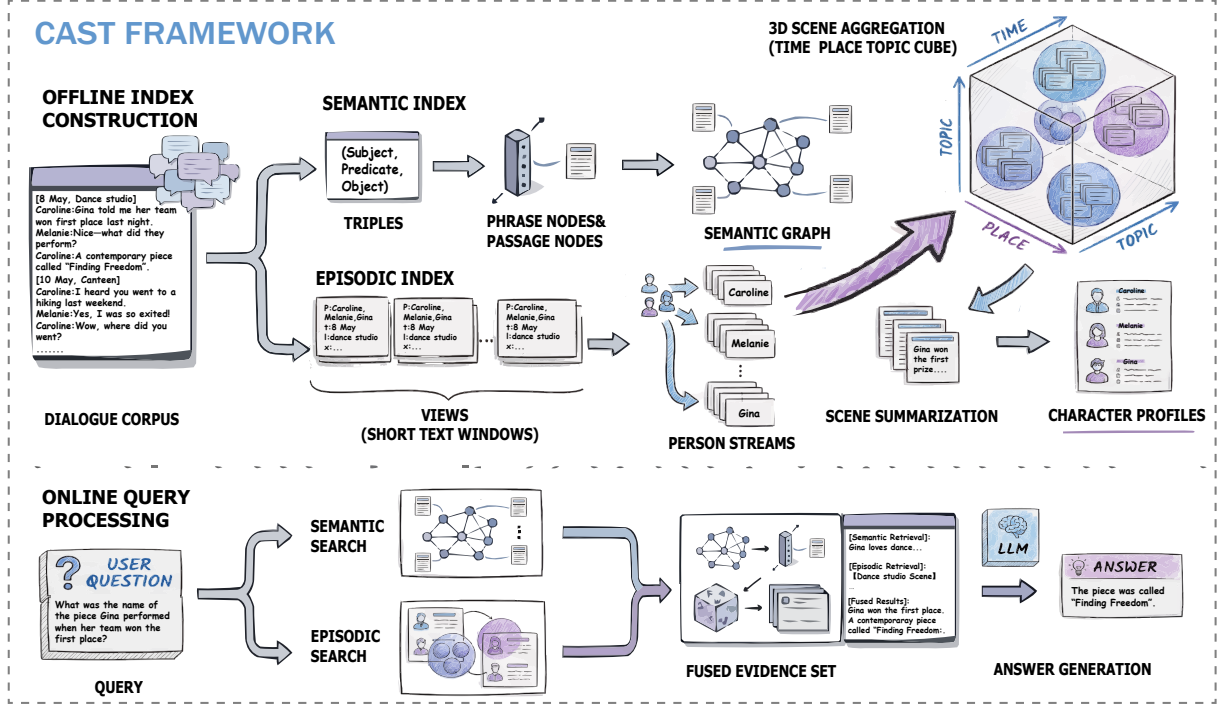 CAST FRAMEWORK
3D SCENE AGGREGATION
(TIME PLACE TOPIC CUBE)
TIME
TOPIC
PLACE
TOPIC
OFFLINE INDEX
CONSTRUCTION
[8 May, Dance studio]
Caroline:Gina told me her team
won first place last night.
Melanie:Nice—what did they
perform?
Caroline:A contemporary piece
called "Finding Freedom".
[10 May, Canteen]
Caroline:I heard you went to a
hiking last weekend.
Melanie:Yes, I was so exited!
Caroline:Wow, where did you
went?
.......
DIALOGUE CORPUS
SEMANTIC INDEX
(Subject,
Predicate,
Object)
TRIPLES
PHRASE NODES&
PASSAGE NODES
SEMANTIC GRAPH
EPISODIC INDEX
P:Caroline,
Melanie,Gina
t:8 May
l:dance studio
x:...
P:Caroline,
Melanie,Gina
t:8 May
l:dance studio
x:...
...
P:Caroline,
Melanie,Gina
t:8 May
l:dance studio
x:...
VIEWS
(SHORT TEXT WINDOWS)
Caroline
Melanie
Gina
PERSON STREAMS
Gina won
the first
prize....
SCENE SUMMARIZATION
Caroline
Melanie
Gina
CHARACTER PROFILES
ONLINE QUERY
PROCESSING
? USER
QUESTION
What was the name of
the piece Gina performed
when her team won the
first place?
QUERY
SEMANTIC
SEARCH
EPISODIC
SEARCH
[Semantic Retrieval]:
Gina loves dance...
[Episodic Retrieval]:
【Dance studio Scene】
...
[Fused Results]:
Gina won the first place.
A contemporaray piece
called "Finding Freedom:.
FUSED EVIDENCE SET
LLM
ANSWER
The piece was called
"Finding Freedom".
ANSWER GENERATION